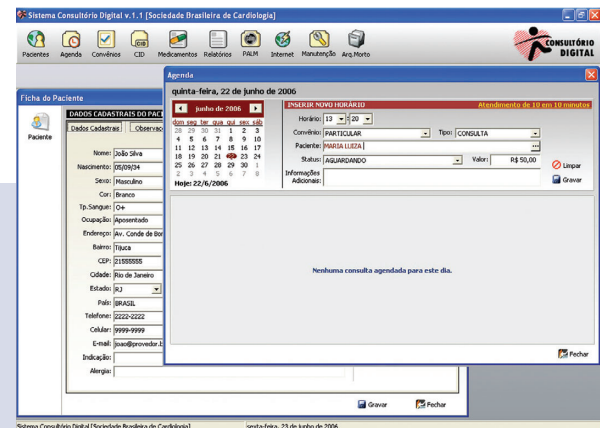 Sistema Consultório Digital v.1.1 [Sociedade Brasileira de Cardiologia]
Pacientes Agenda Convênios CID Medicamentos Relatórios PALM Internet Manutenção Arq.Morto
CONSULTÓRIO
DIGITAL
Agenda
quinta-feira, 22 de junho de 2006
junho de 2006
dom seg ter qua qui sex sáb
28 29 30 31 1 2 3
4 5 6 7 8 9 10
11 12 13 14 15 16 17
18 19 20 21 22 23 24
25 26 27 28 29 30 1
2 3 4 5 6 7 8
Hoje: 22/6/2006
INSERIR NOVO HORÁRIO
Atendimento de 10 em 10 minutos
Horário: 13 : 20
Convênio: PARTICULAR Tipo: CONSULTA
Paciente: MARIA LUIZA ...
Status: AGUARDANDO Valor: R$ 50,00
Informações
Adicionais:
Limpar
Gravar
Nenhuma consulta agendada para este dia.
Fechar
Ficha do Paciente
Paciente
DADOS CADASTRAIS DO PACI
Dados Cadastrais Observaç
Nome: João Silva
Nascimento: 05/09/34
Sexo: Masculino
Cor: Branco
Tp.Sangue: O+
Ocupação: Aposentado
Endereço: Av. Conde de Bon
Bairro: Tijuca
CEP: 21555555
Cidade: Rio de Janeiro
Estado: RJ
País: BRASIL
Telefone: 2222-2222
Celular: 9999-9999
E-mail: joao@provedor.b
Indicação:
Alergia:
Gravar Fechar
Sistema Consultório Digital [Sociedade Brasileira de Cardiologia] sexta-feira, 23 de junho de 2006